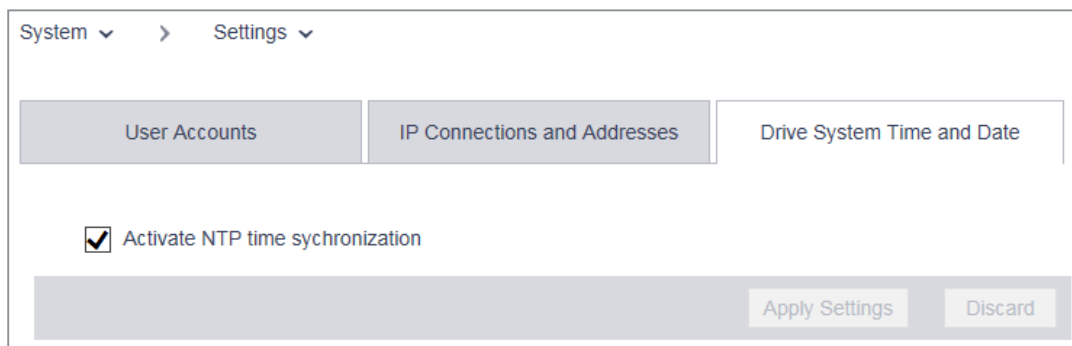 System > Settings
User Accounts IP Connections and Addresses Drive System Time and Date
Activate NTP time sychronization
Apply Settings Discard